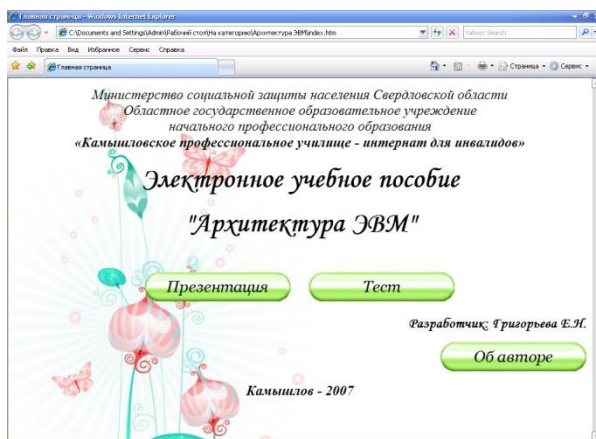 Главная страница - Windows Internet Explorer
C:\Documents and Settings\Admin\Рабочий стол\На категорию\Архитектура ЭВМ\index.htm
Yahoo! Search
Файл Правка Вид Избранное Сервис Справка
Главная страница
Страница Сервис
Министерство социальной защиты населения Свердловской области
Областное государственное образовательное учреждение
начального профессионального образования
«Камышловское профессиональное училище - интернат для инвалидов»
Электронное учебное пособие
"Архитектура ЭВМ"
Презентация Тест
Разработчик: Григорьева Е.Н.
Об авторе
Камышлов - 2007